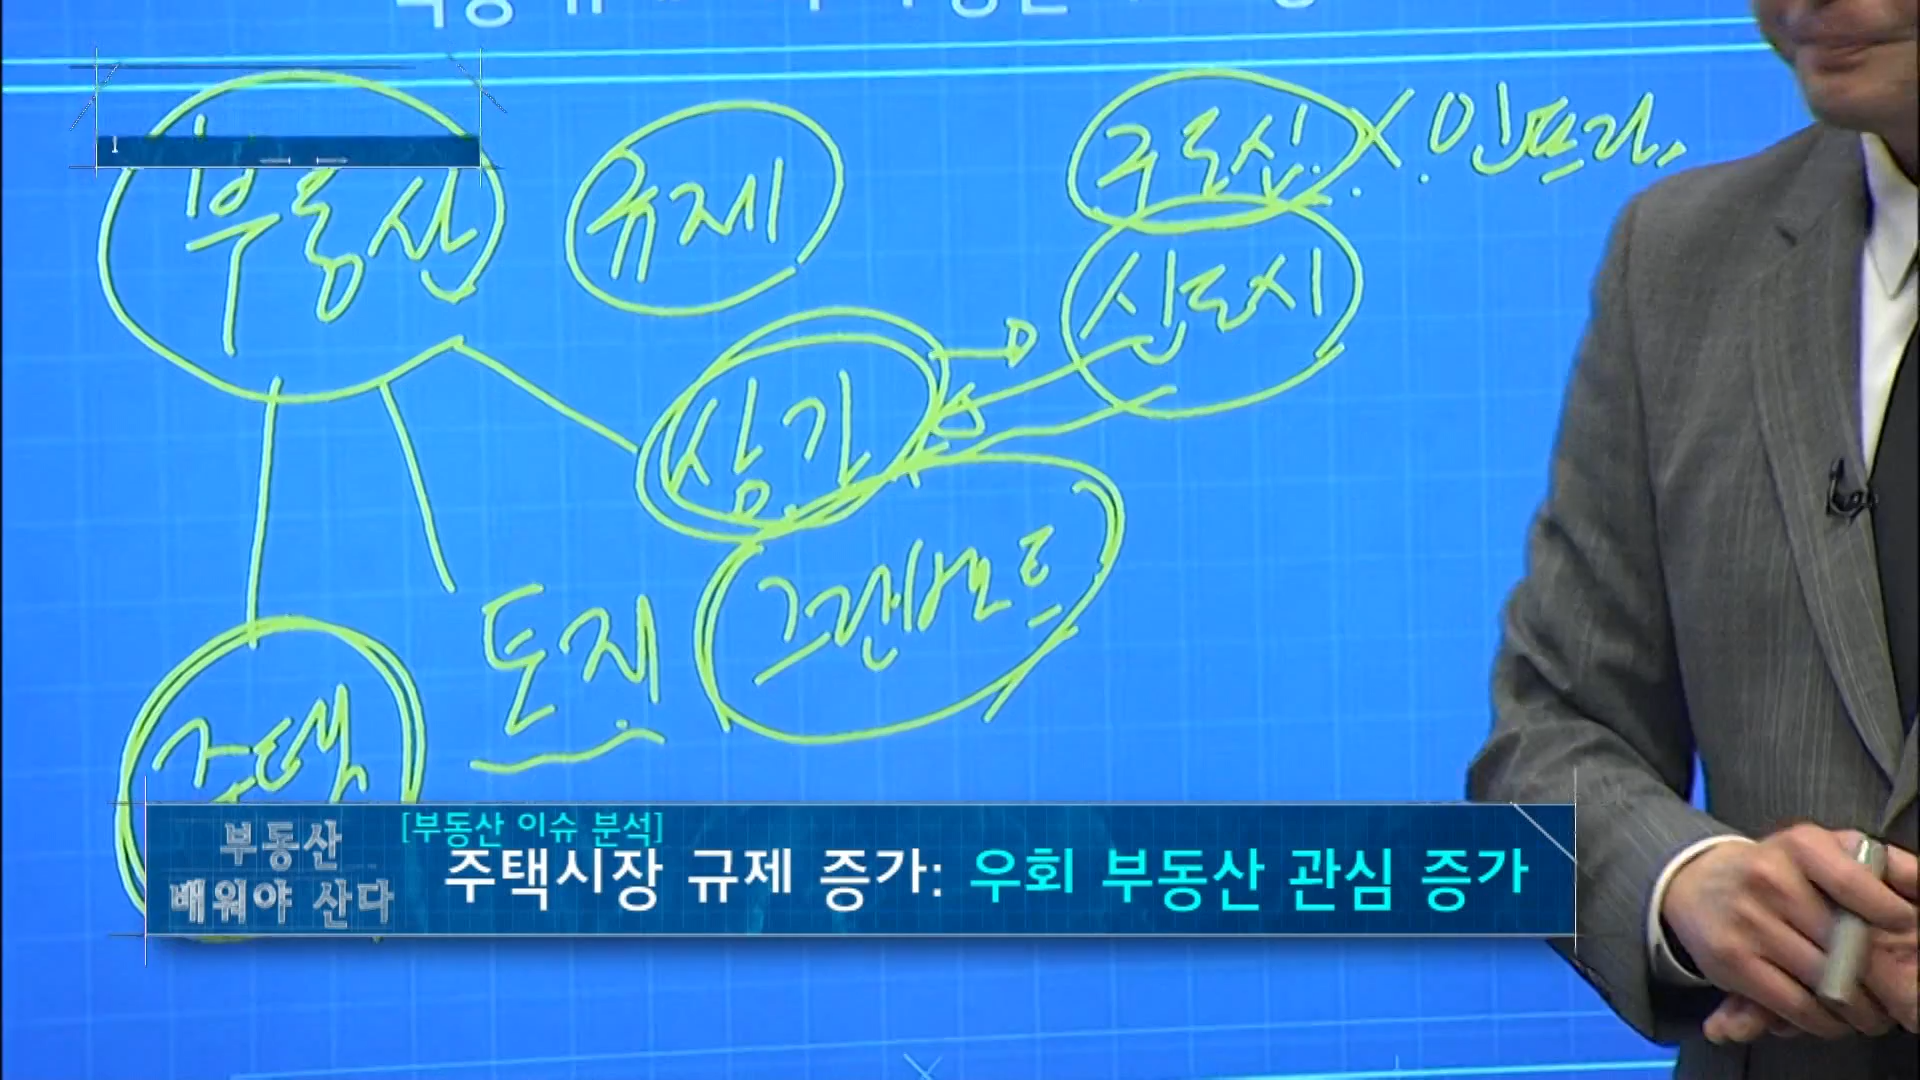 부동산
규제
구도심 X 인프라
신도시
상가
그린벨트
토지
주택
[부동산 이슈 분석]
부동산
배워야 산다
주택시장 규제 증가: 우회 부동산 관심 증가